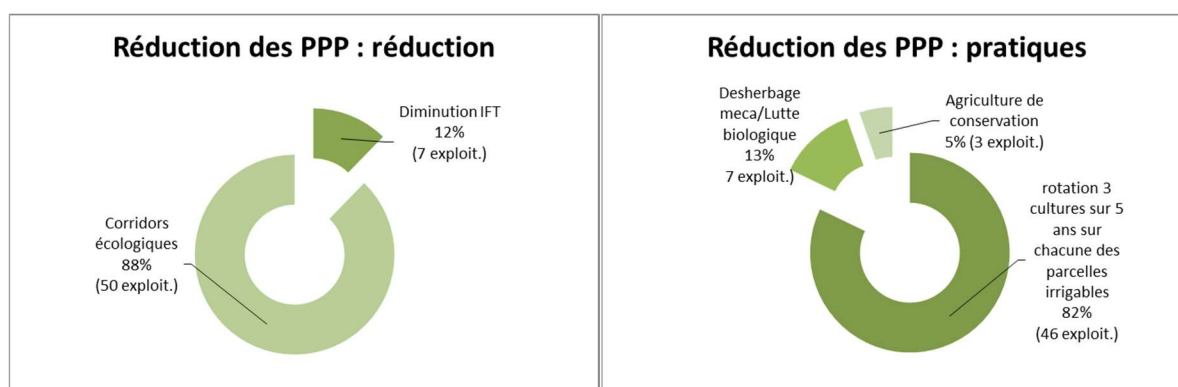 Réduction des PPP : réduction
Diminution IFT
12%
(7 exploit.)
Corridors
écologiques
88%
(50 exploit.)
Réduction des PPP : pratiques
Desherbage
meca/Lutte
biologique
13%
7 exploit.)
Agriculture de
conservation
5% (3 exploit.)
rotation 3
cultures sur 5
ans sur
chacune des
parcelles
irrigables
82%
(46 exploit.)